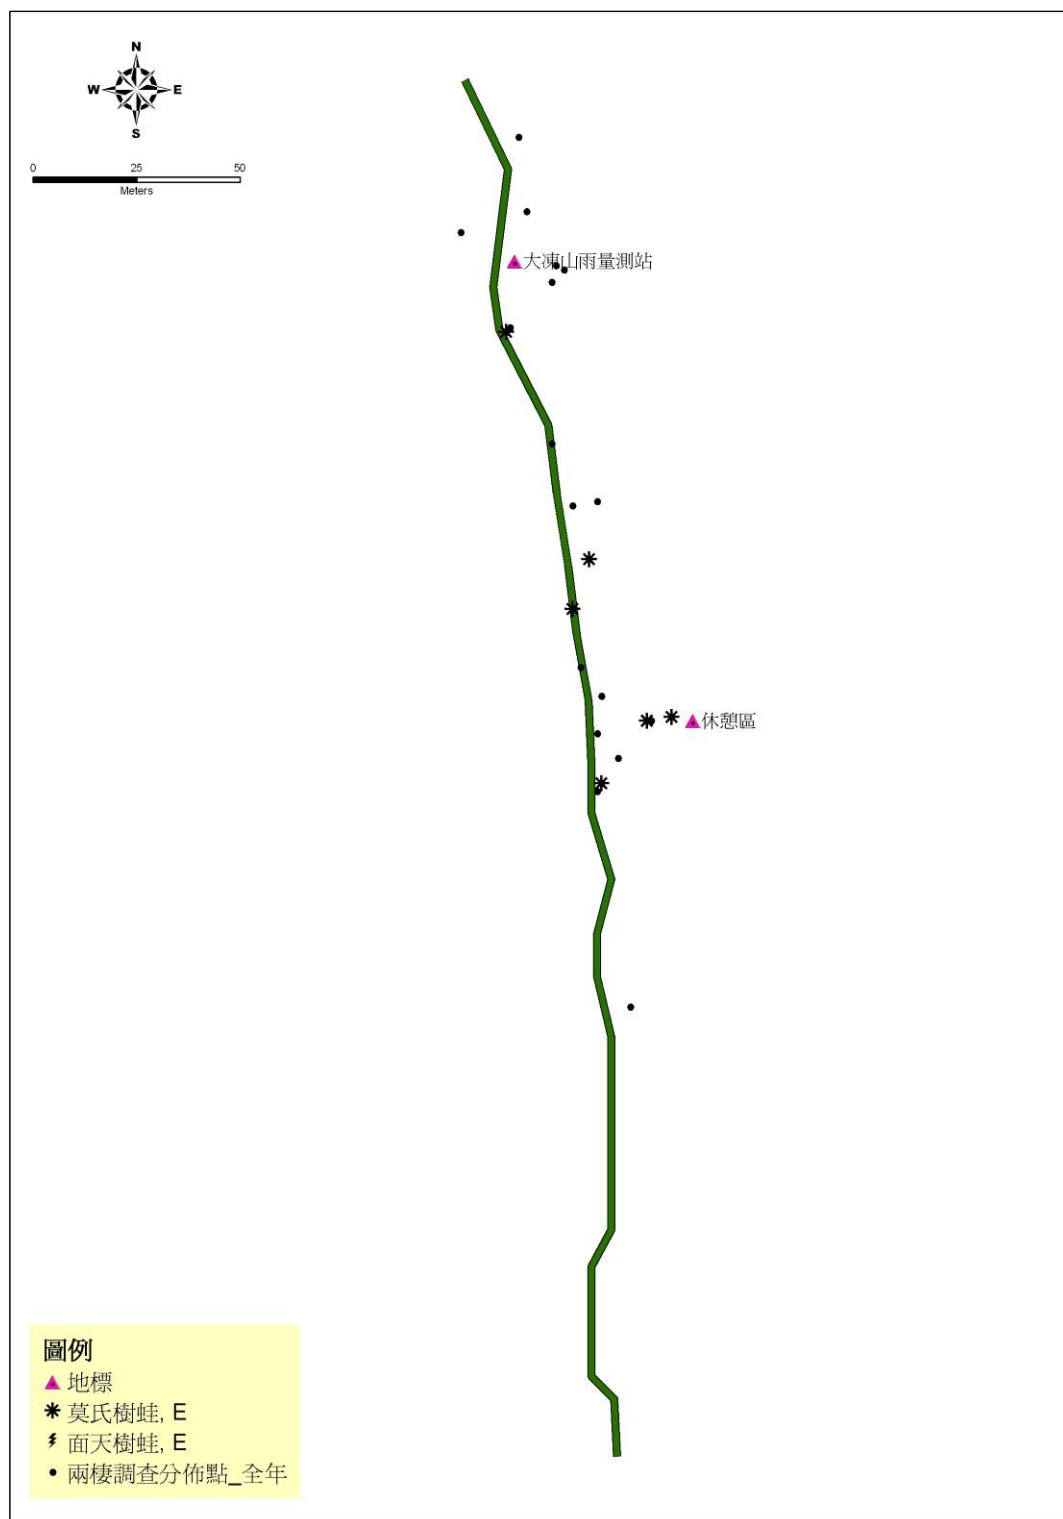 N
W E
S
0 25 50
Meters
大凍山雨量測站
休憩區
圖例
地標
莫氏樹蛙, E
面天樹蛙, E
兩棲調查分佈點_全年